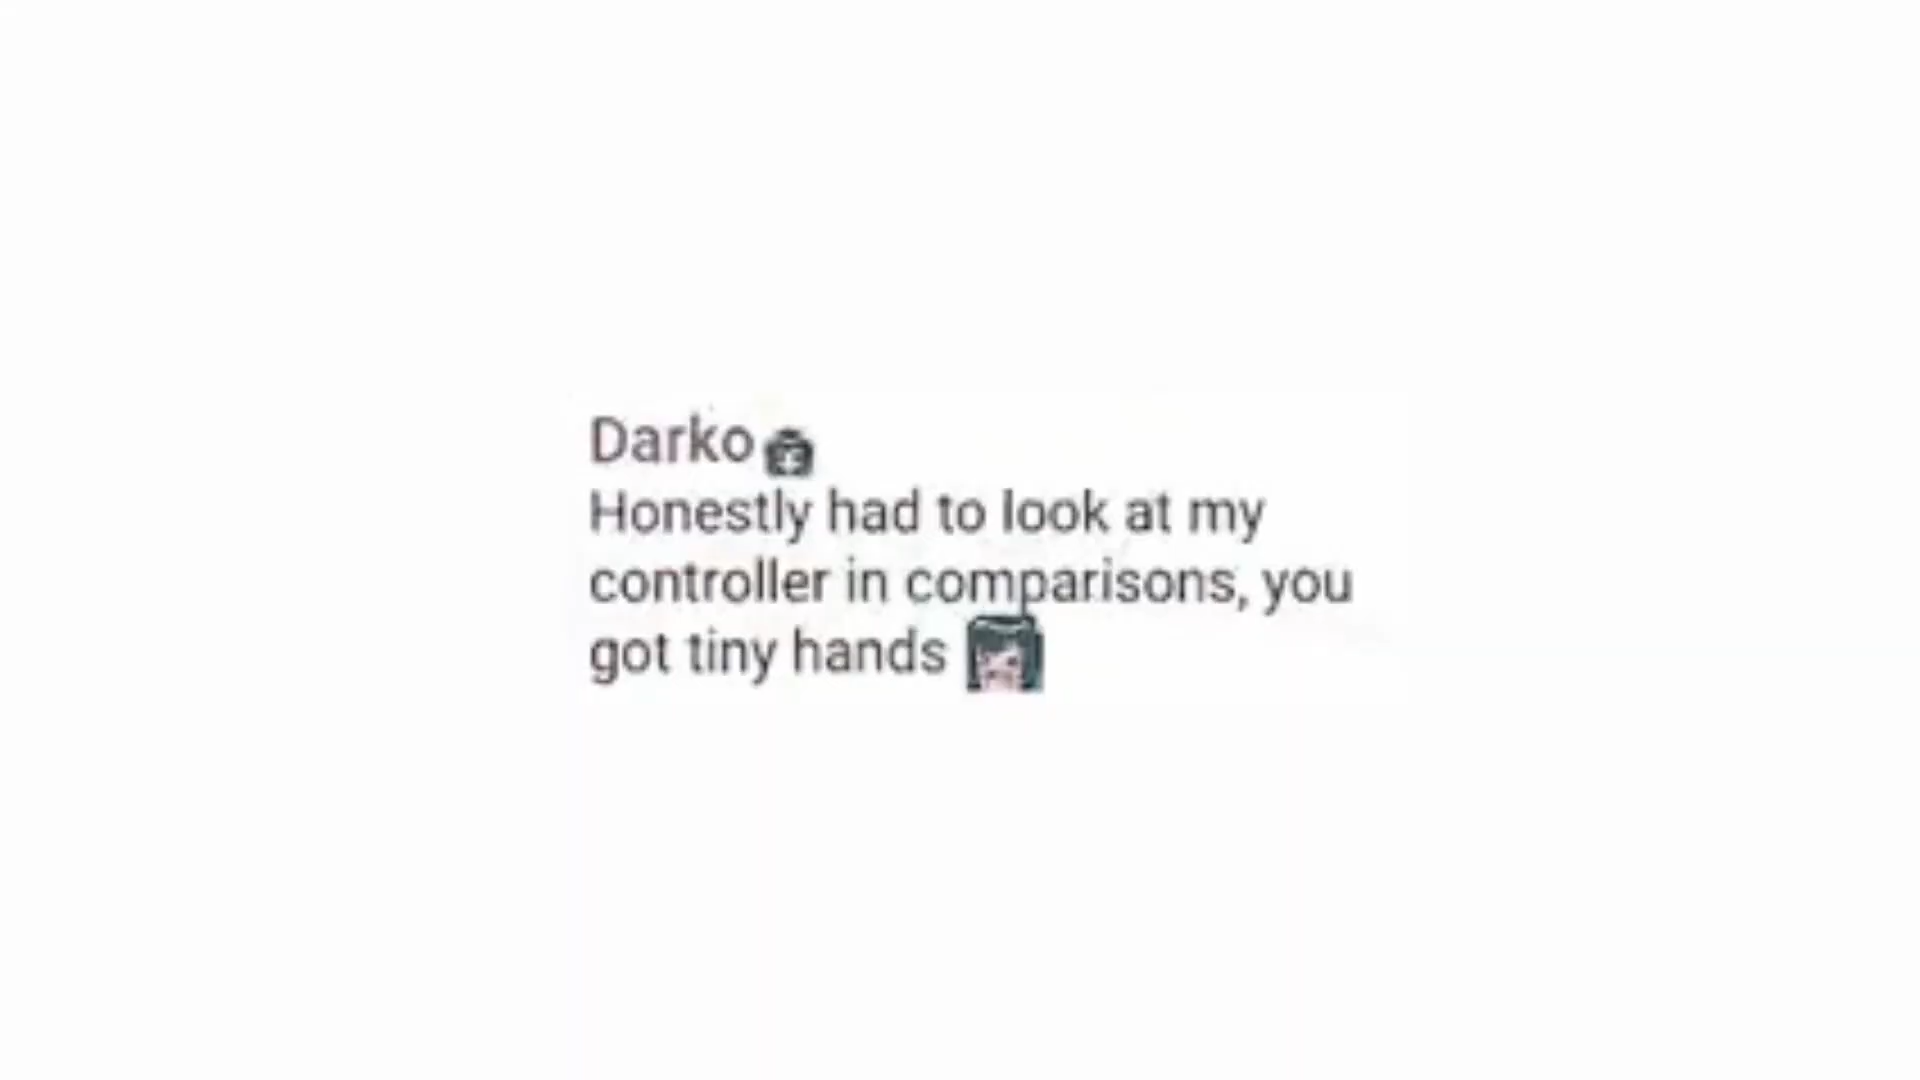 Darko
Honestly had to look at my
controller in comparisons, you
got tiny hands